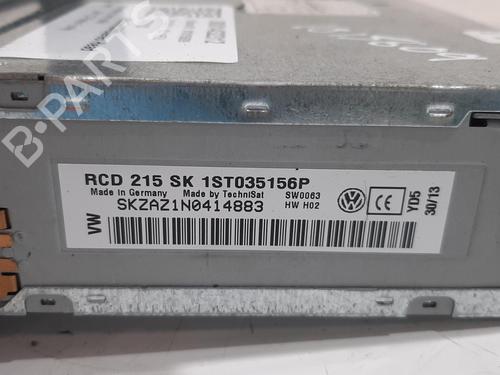 B-PARTS
RCD 215 SK 1ST035156P
Made in Germany Made by TechniSat SW0063
HW H02
SKZAZ1N0414883
VW
CE
YD5
30/13